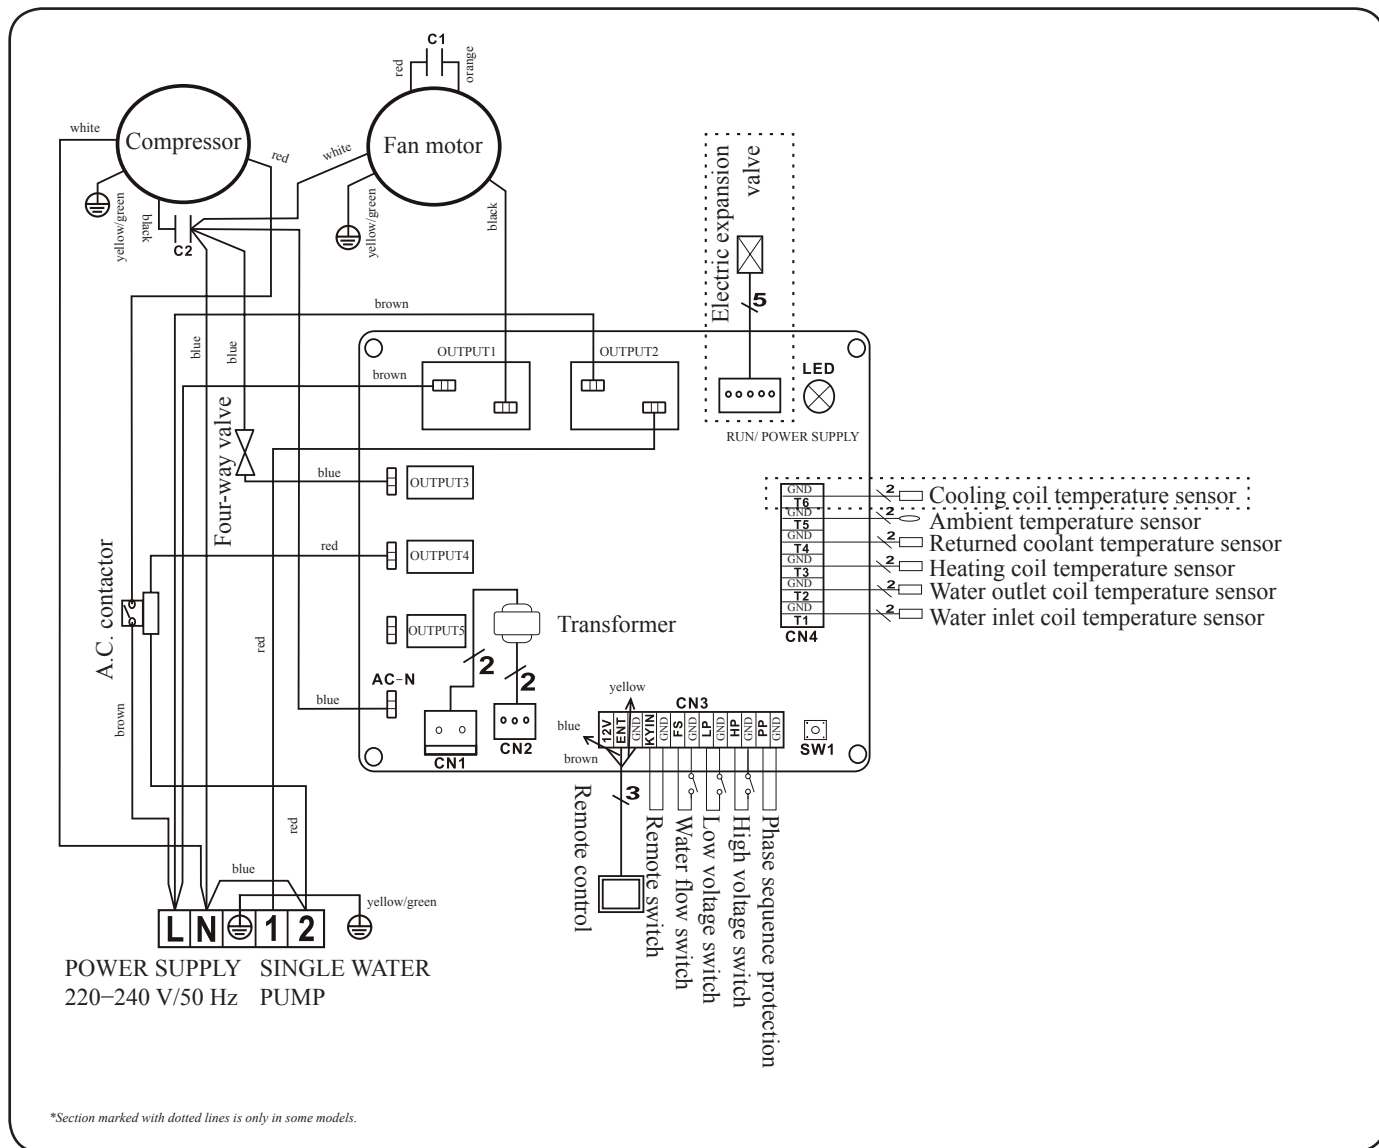 C1
red
orange
white
Compressor
red
white
Fan motor
Electric expansion
valve
yellow/green
black
C2
yellow/green
black
5
brown
blue
blue
OUTPUT1
OUTPUT2
LED
brown
RUN/ POWER SUPPLY
Four-way valve
blue
OUTPUT3
GND
T6
2
Cooling coil temperature sensor
GND
T5
2
Ambient temperature sensor
GND
T4
2
Returned coolant temperature sensor
GND
T3
2
Heating coil temperature sensor
GND
T2
2
Water outlet coil temperature sensor
GND
T1
2
Water inlet coil temperature sensor
CN4
red
OUTPUT4
A.C. contactor
OUTPUT5
Transformer
red
2
2
AC-N
blue
brown
CN1
CN2
yellow
CN3
blue
brown
12V
ENT
GND
KYIN
GND
FS
GND
LP
GND
HP
GND
PP
GND
SW1
3
Remote control
Remote switch
Water flow switch
Low voltage switch
High voltage switch
Phase sequence protection
red
blue
yellow/green
L N 1 2
POWER SUPPLY SINGLE WATER
220−240 V/50 Hz PUMP
*Section marked with dotted lines is only in some models.